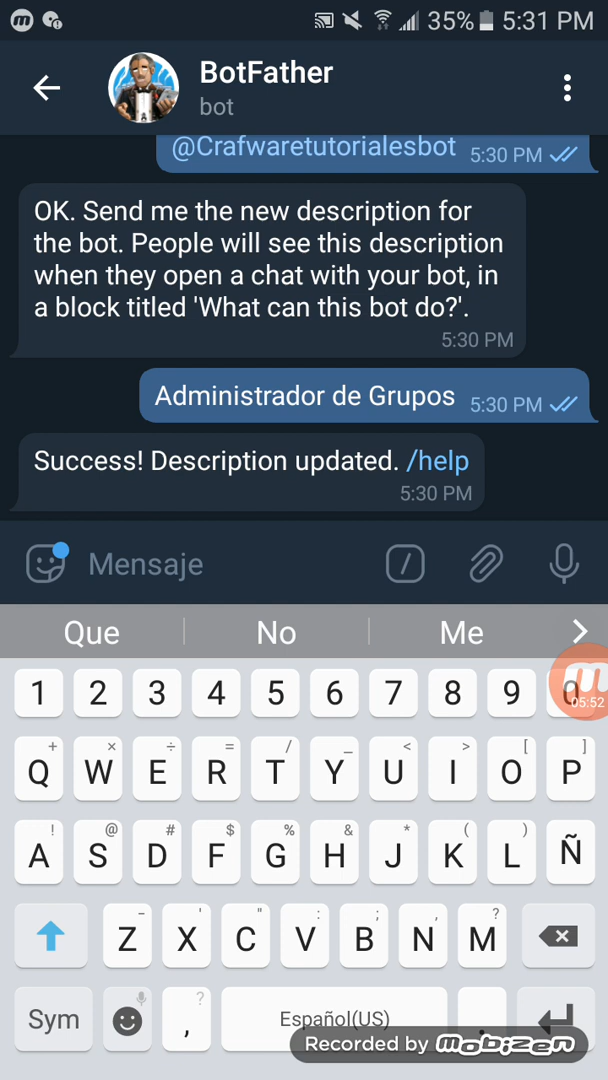 35% 5:31 PM
BotFather
bot
@Crafwaretutorialesbot 5:30 PM
OK. Send me the new description for
the bot. People will see this description
when they open a chat with your bot, in
a block titled 'What can this bot do?'.
5:30 PM
Administrador de Grupos 5:30 PM
Success! Description updated. /help
5:30 PM
Mensaje /
Que No Me
1 2 3 4 5 6 7 8 9 0
05:52
+ × ÷ = / _ < > [ ]
Q W E R T Y U I O P
! @ # $ % & * ( )
A S D F G H J K L Ñ
- ' " : ; , ?
Z X C V B N M
?
Sym , Español(US) .
Recorded by mobizen